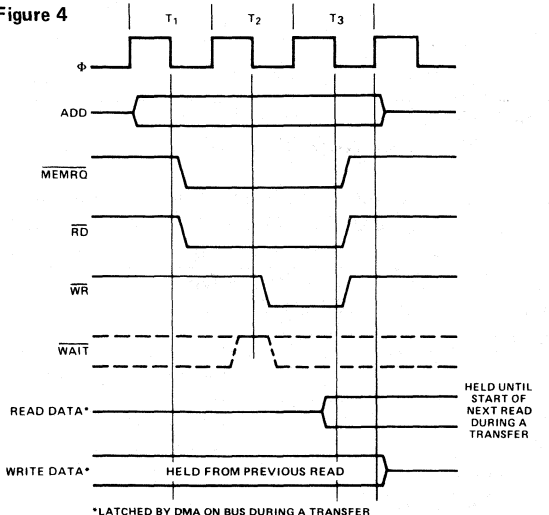 Figure 4
T1 T2 T3
Φ
ADD
MEMRQ
RD
WR
WAIT
READ DATA*
HELD UNTIL
START OF
NEXT READ
DURING A
TRANSFER
WRITE DATA*
HELD FROM PREVIOUS READ
*LATCHED BY DMA ON BUS DURING A TRANSFER